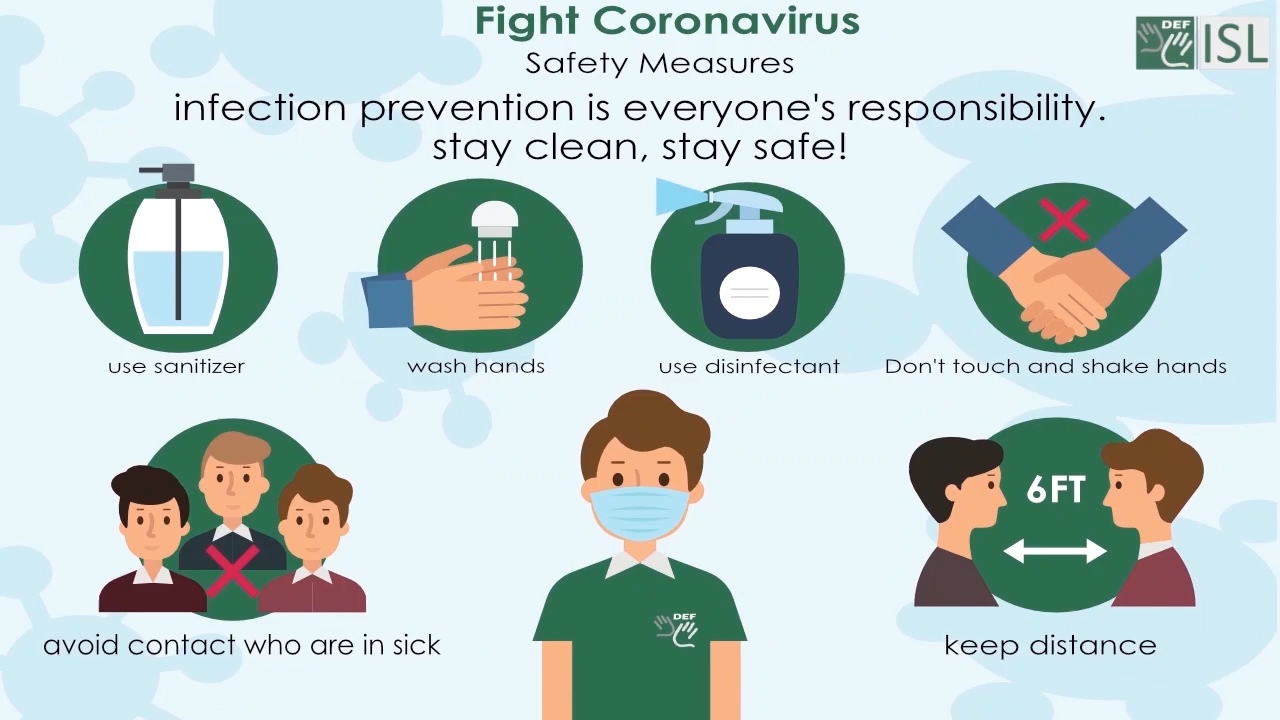 Fight Coronavirus
DEF
ISL
Safety Measures
infection prevention is everyone's responsibility.
stay clean, stay safe!
use sanitizer
wash hands
use disinfectant
Don't touch and shake hands
6FT
DEF
avoid contact who are in sick
keep distance